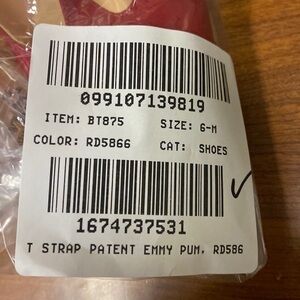 099107139819
ITEM: BT875 SIZE: 6-M
COLOR: RD5866 CAT: SHOES
1674737531
T STRAP PATENT EMMY PUM, RD586